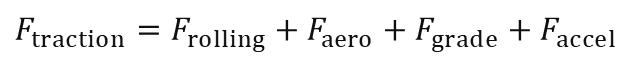 F_traction = F_rolling + F_aero + F_grade + F_accel